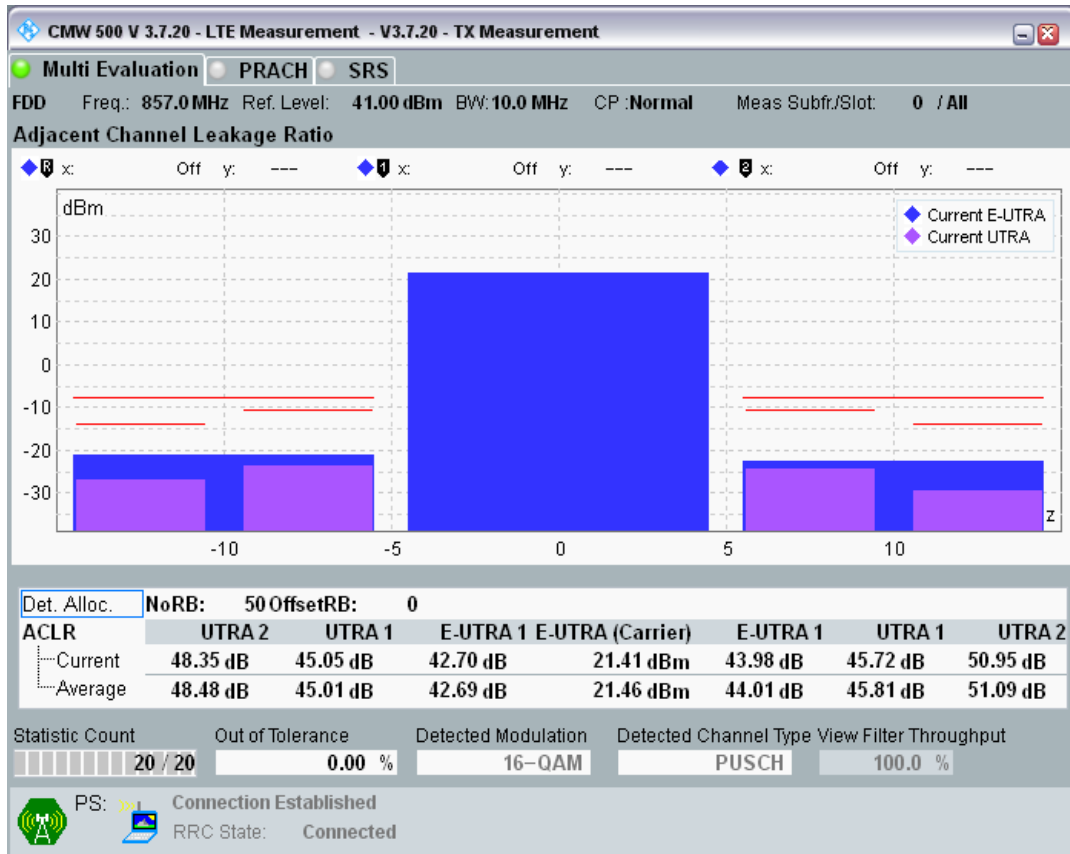 CMW 500 V 3.7.20 - LTE Measurement - V3.7.20 - TX Measurement
Multi Evaluation PRACH SRS
FDD Freq.: 857.0 MHz Ref. Level: 41.00 dBm BW: 10.0 MHz CP :Normal Meas Subfr./Slot: 0 / All
Adjacent Channel Leakage Ratio
R x: Off y: --- 1 x: Off y: --- 2 x: Off y: ---
dBm
Current E-UTRA
Current UTRA
30
20
10
0
-10
-20
-30
z
-10 -5 0 5 10
Det. Alloc. NoRB: 50 OffsetRB: 0
ACLR UTRA 2 UTRA 1 E-UTRA 1 E-UTRA (Carrier) E-UTRA 1 UTRA 1 UTRA 2
Current 48.35 dB 45.05 dB 42.70 dB 21.41 dBm 43.98 dB 45.72 dB 50.95 dB
Average 48.48 dB 45.01 dB 42.69 dB 21.46 dBm 44.01 dB 45.81 dB 51.09 dB
Statistic Count Out of Tolerance Detected Modulation Detected Channel Type View Filter Throughput
20 / 20 0.00 % 16-QAM PUSCH 100.0 %
PS: Connection Established
RRC State: Connected